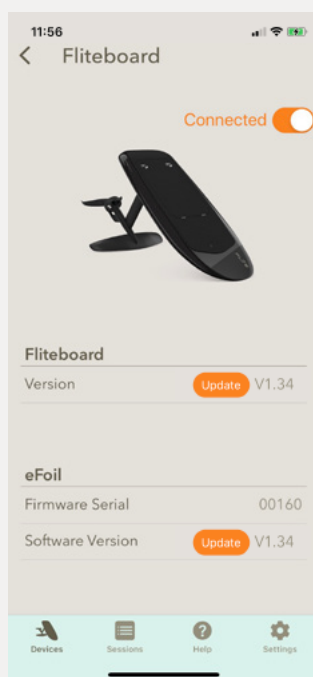 11:56
Fliteboard
Connected
Fliteboard
Version Update V1.34
eFoil
Firmware Serial 00160
Software Version Update V1.34
Devices Sessions Help Settings